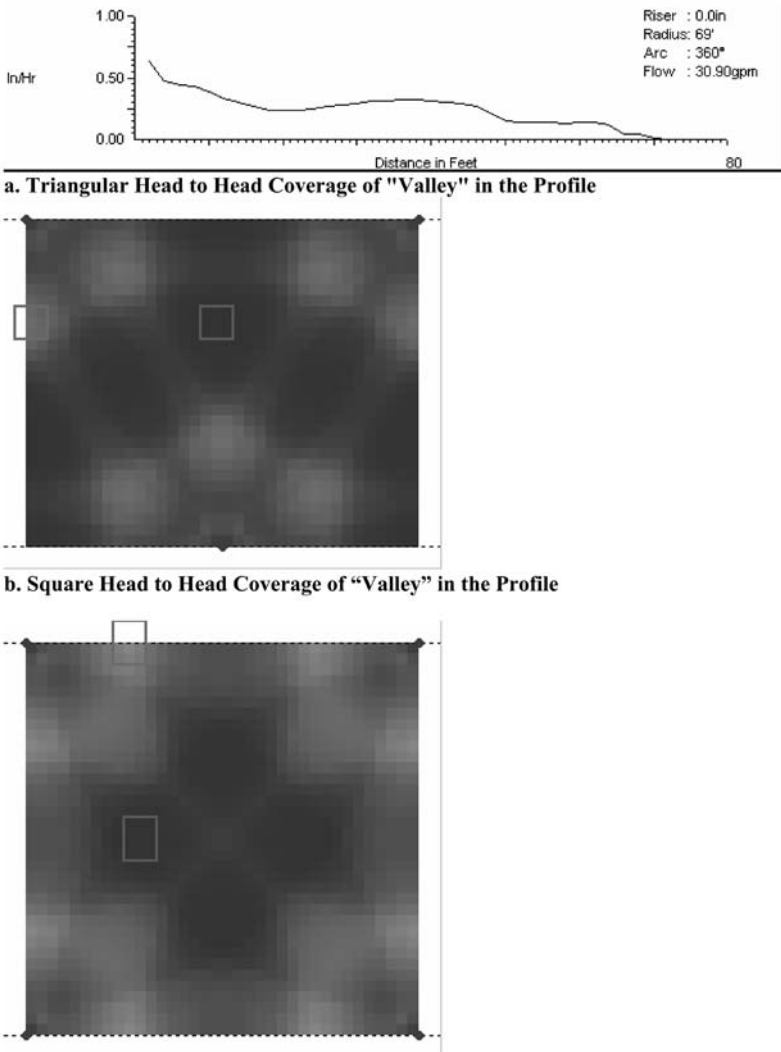 1.00
Riser : 0.0in
Radius: 69'
Arc : 360°
Flow : 30.90gpm
In/Hr
0.50
0.00
Distance in Feet
80
a. Triangular Head to Head Coverage of "Valley" in the Profile
b. Square Head to Head Coverage of “Valley” in the Profile